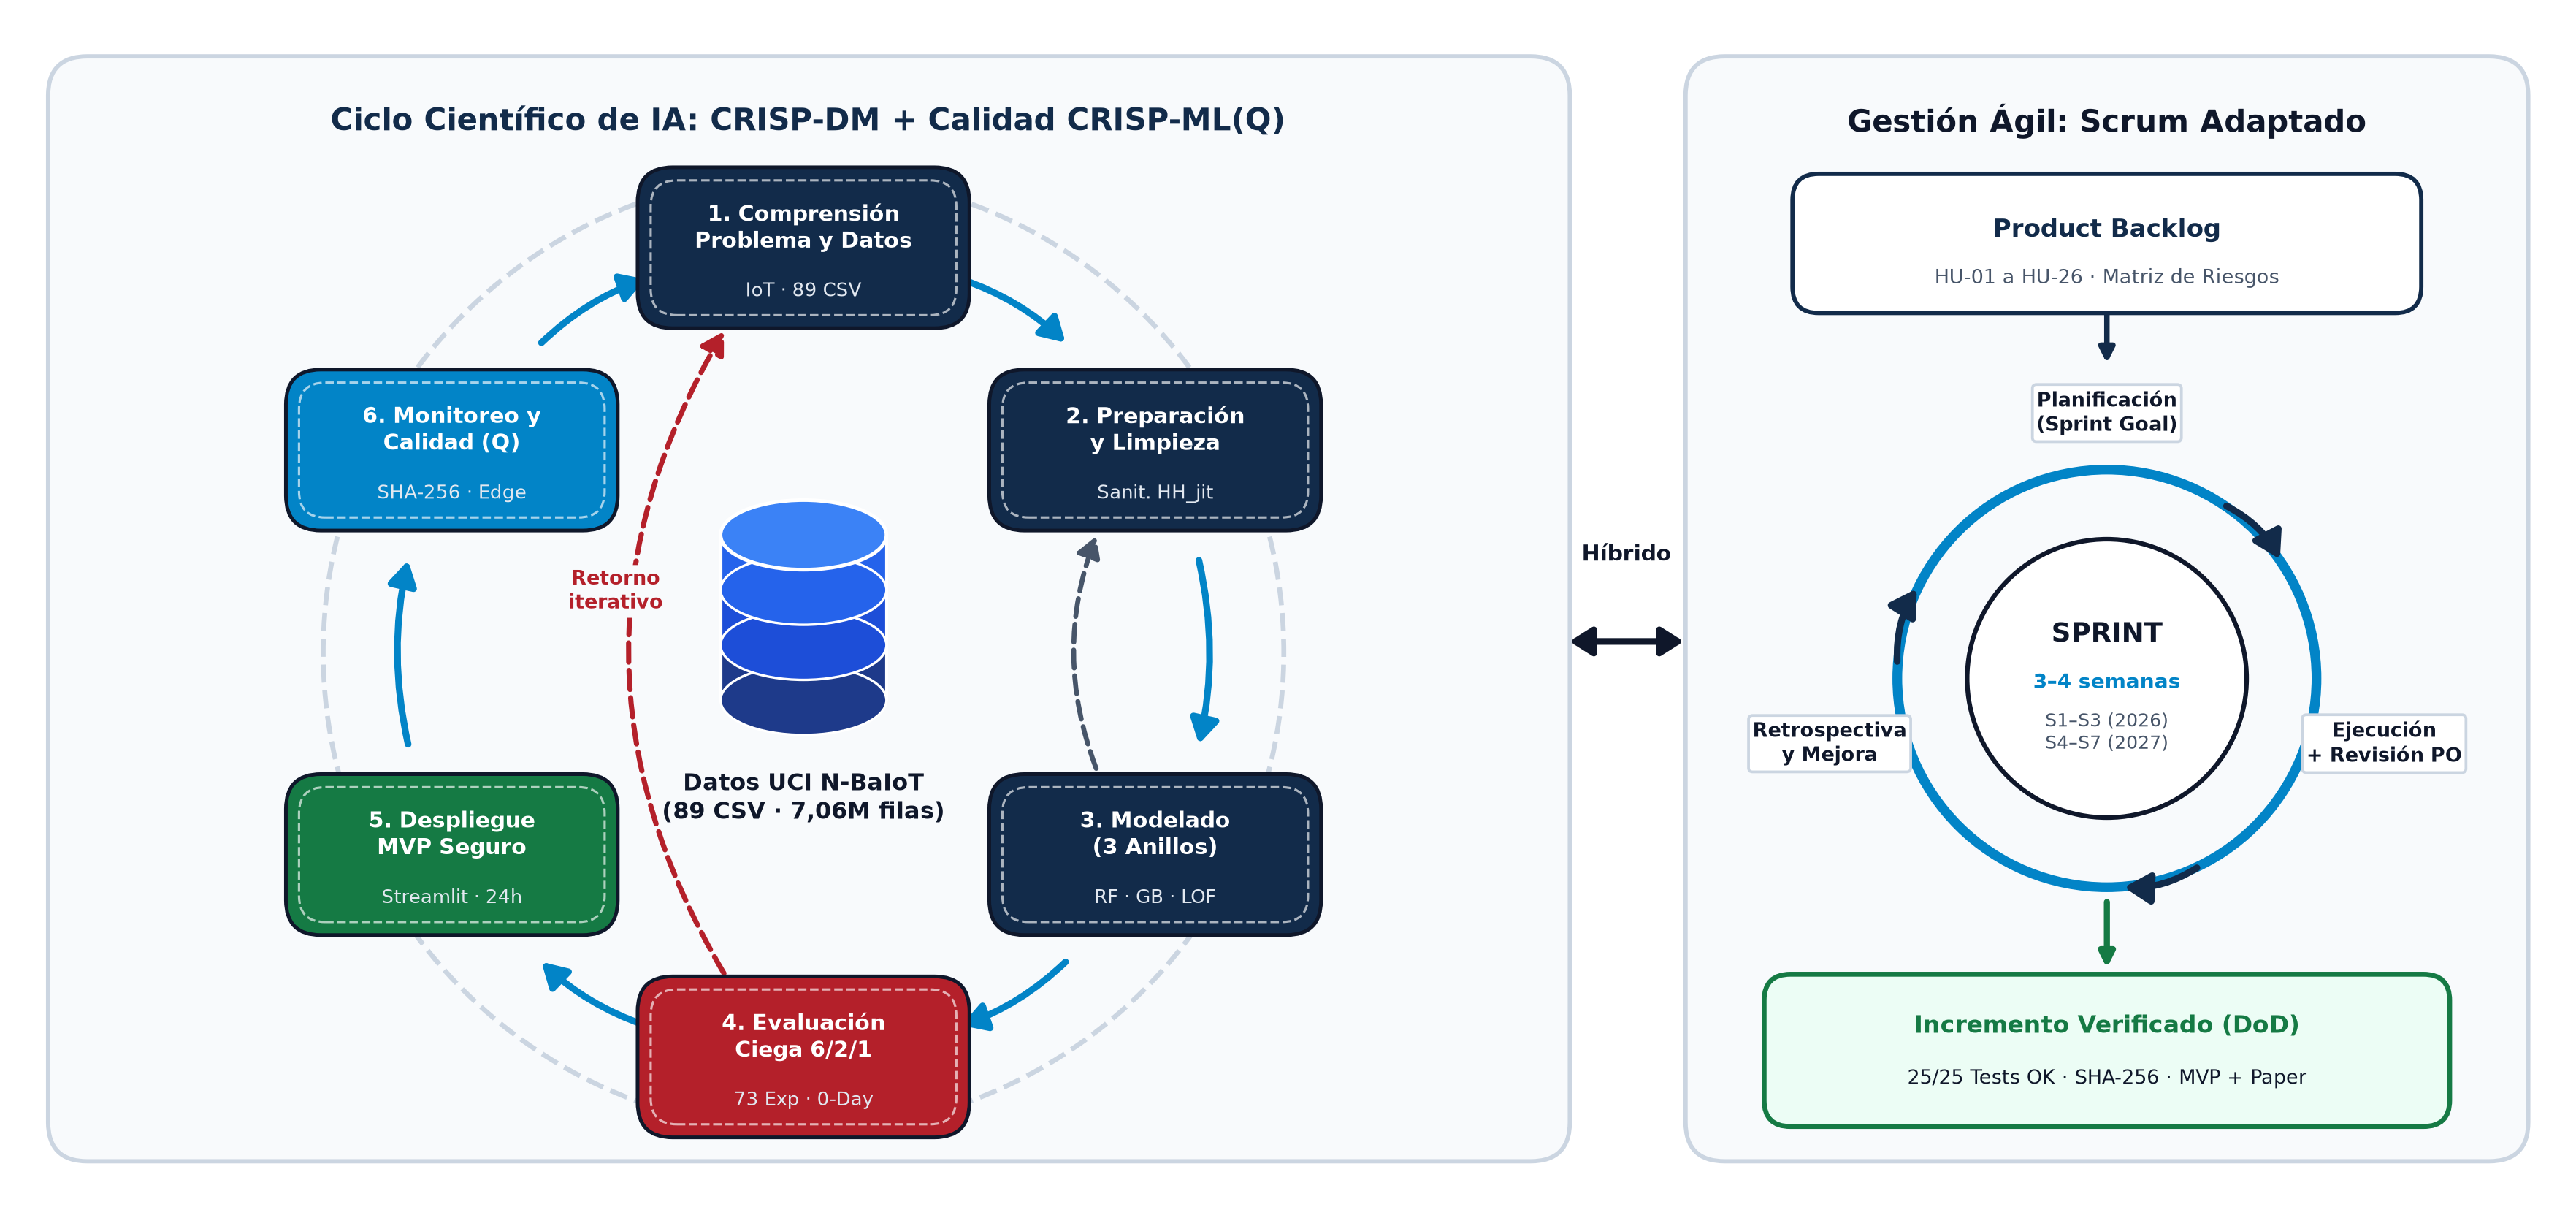 Ciclo Científico de IA: CRISP-DM + Calidad CRISP-ML(Q)
1. Comprensión
Problema y Datos
IoT · 89 CSV
6. Monitoreo y
Calidad (Q)
SHA-256 · Edge
2. Preparación
y Limpieza
Sanit. HH_jit
Retorno
iterativo
Datos UCI N-BaIoT
(89 CSV · 7,06M filas)
5. Despliegue
MVP Seguro
Streamlit · 24h
3. Modelado
(3 Anillos)
RF · GB · LOF
4. Evaluación
Ciega 6/2/1
73 Exp · 0-Day
Híbrido
Gestión Ágil: Scrum Adaptado
Product Backlog
HU-01 a HU-26 · Matriz de Riesgos
Planificación
(Sprint Goal)
SPRINT
3–4 semanas
S1–S3 (2026)
S4–S7 (2027)
Retrospectiva
y Mejora
Ejecución
+ Revisión PO
Incremento Verificado (DoD)
25/25 Tests OK · SHA-256 · MVP + Paper